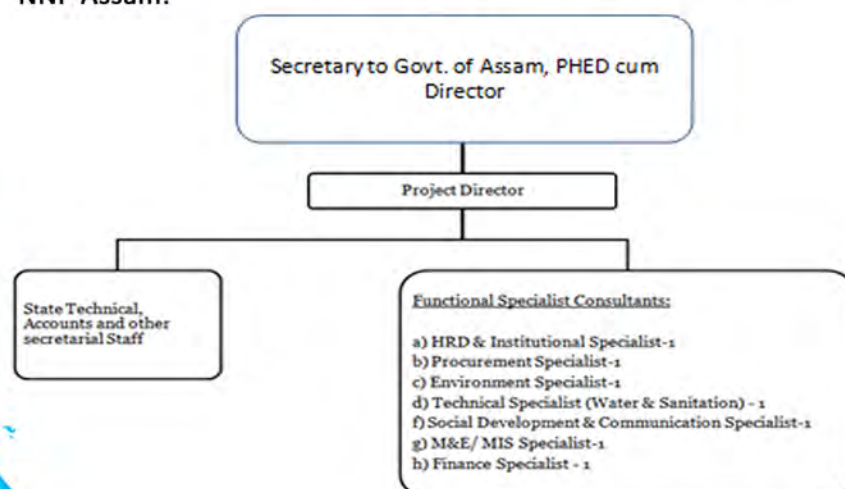 NNP Assam:
Secretary to Govt. of Assam, PHED cum
Director
Project Director
State Technical,
Accounts and other
secretarial Staff
Functional Specialist Consultants:
a) HRD & Institutional Specialist-1
b) Procurement Specialist-1
c) Environment Specialist-1
d) Technical Specialist (Water & Sanitation) - 1
f) Social Development & Communication Specialist-1
g) M&E/ MIS Specialist-1
h) Finance Specialist - 1